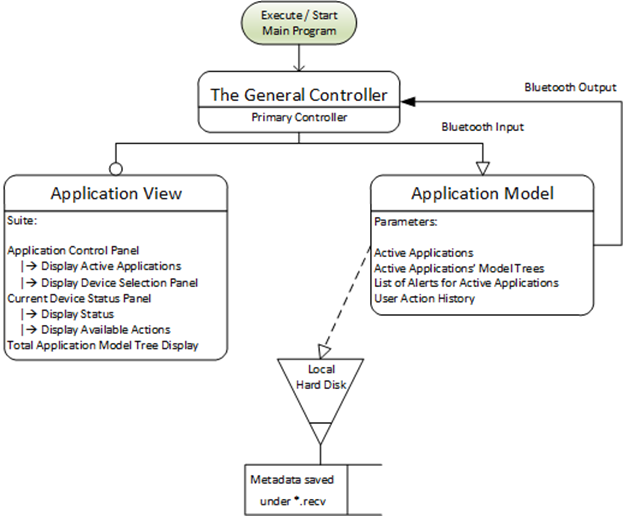 Execute / Start
Main Program
The General Controller
Primary Controller
Bluetooth Output
Bluetooth Input
Application View
Suite:
Application Control Panel
|→ Display Active Applications
|→ Display Device Selection Panel
Current Device Status Panel
|→ Display Status
|→ Display Available Actions
Total Application Model Tree Display
Application Model
Parameters:
Active Applications
Active Applications' Model Trees
List of Alerts for Active Applications
User Action History
Local
Hard Disk
Metadata saved
under *.recv